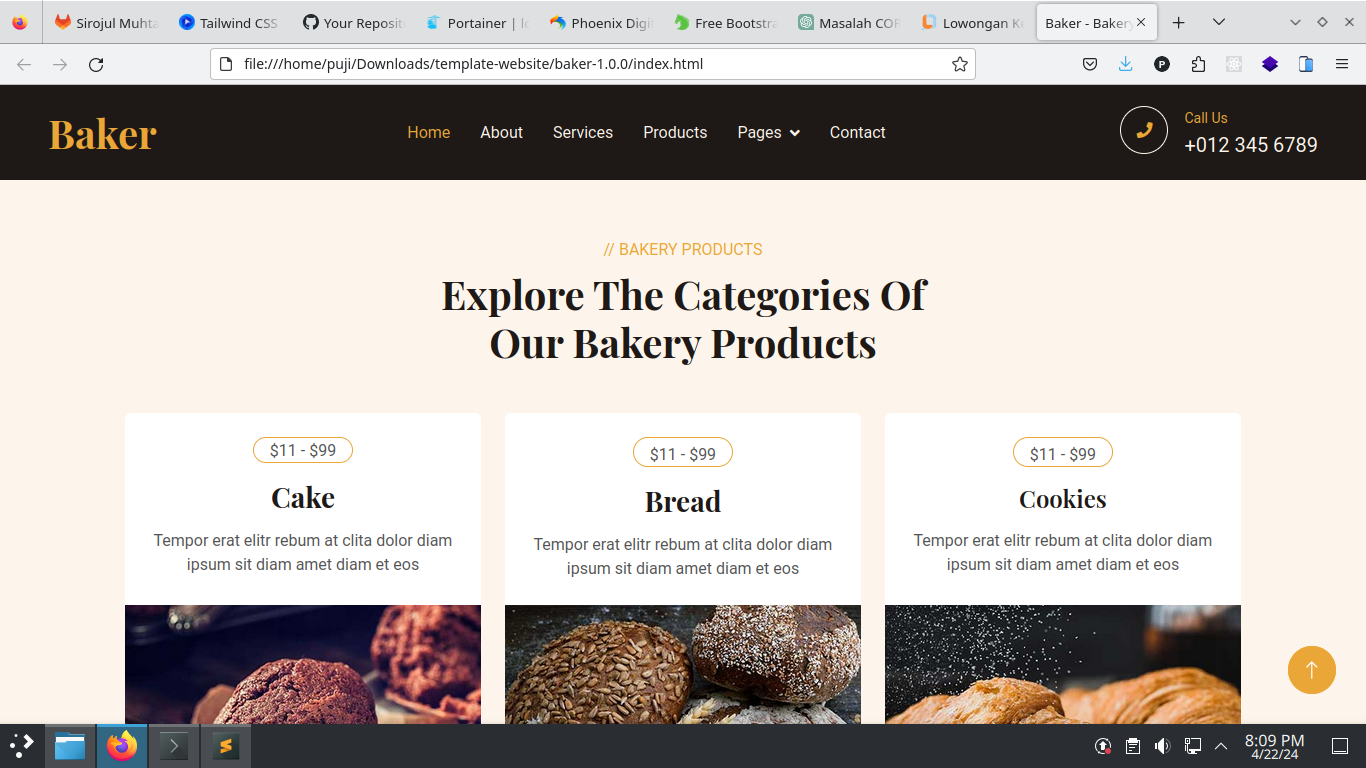 Sirojul Muhta
Tailwind CSS
Your Reposit
Portainer | lo
Phoenix Digi
Free Bootstra
Masalah COR
Lowongan Ke
Baker - Bakery
file:///home/puji/Downloads/template-website/baker-1.0.0/index.html
P
Baker
Home
About
Services
Products
Pages
Contact
Call Us
+012 345 6789
// BAKERY PRODUCTS
Explore The Categories Of
Our Bakery Products
$11 - $99
Cake
Tempor erat elitr rebum at clita dolor diam
ipsum sit diam amet diam et eos
$11 - $99
Bread
Tempor erat elitr rebum at clita dolor diam
ipsum sit diam amet diam et eos
$11 - $99
Cookies
Tempor erat elitr rebum at clita dolor diam
ipsum sit diam amet diam et eos
8:09 PM
4/22/24